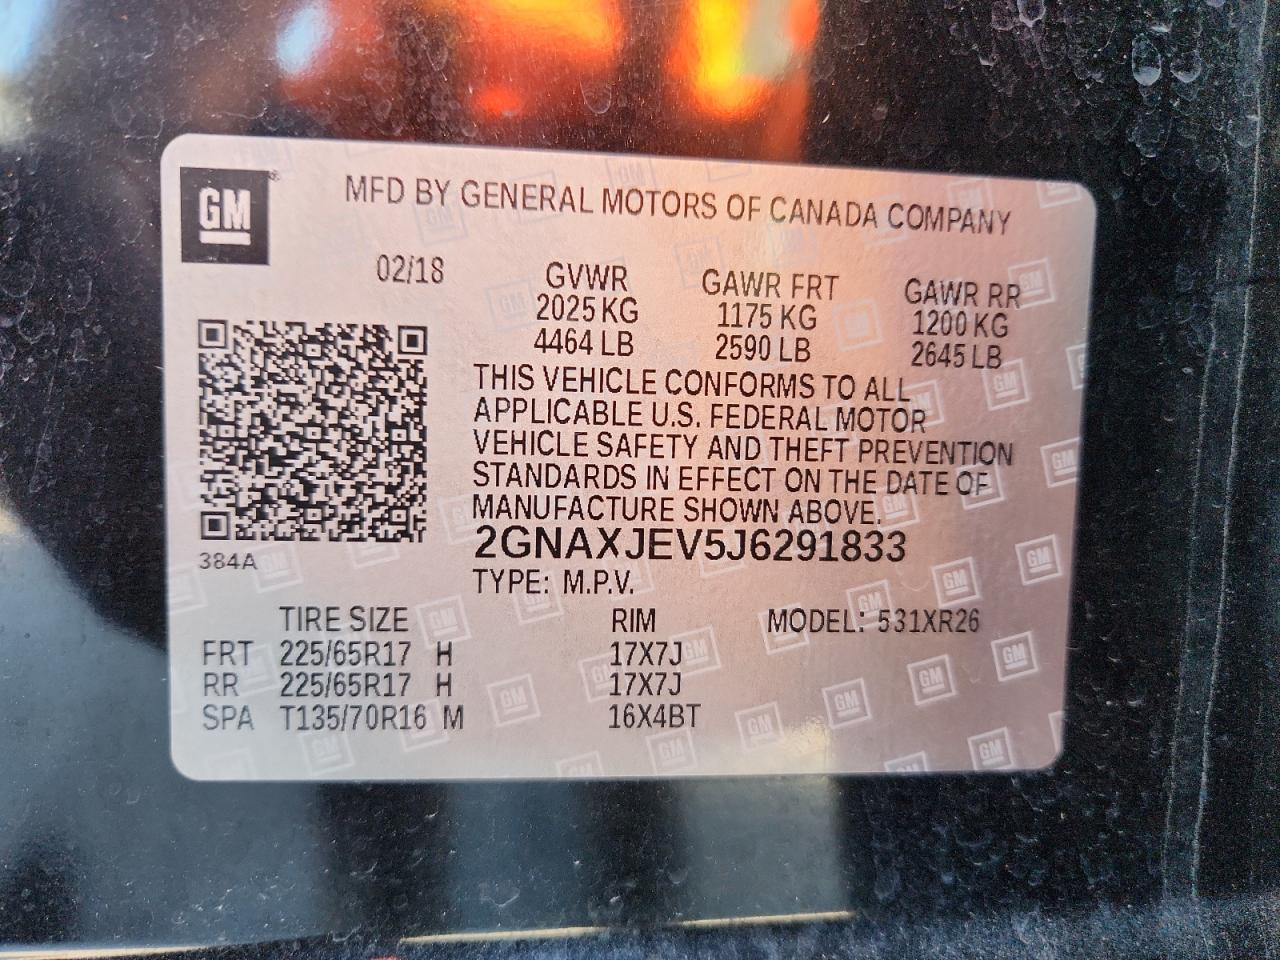 GM
MFD BY GENERAL MOTORS OF CANADA COMPANY
02/18
GVWR GAWR FRT GAWR RR
2025 KG 1175 KG 1200 KG
4464 LB 2590 LB 2645 LB
THIS VEHICLE CONFORMS TO ALL
APPLICABLE U.S. FEDERAL MOTOR
VEHICLE SAFETY AND THEFT PREVENTION
STANDARDS IN EFFECT ON THE DATE OF
MANUFACTURE SHOWN ABOVE.
2GNAXJEV5J6291833
384A
TYPE: M.P.V.
TIRE SIZE RIM MODEL: 531XR26
FRT 225/65R17 H 17X7J
RR 225/65R17 H 17X7J
SPA T135/70R16 M 16X4BT